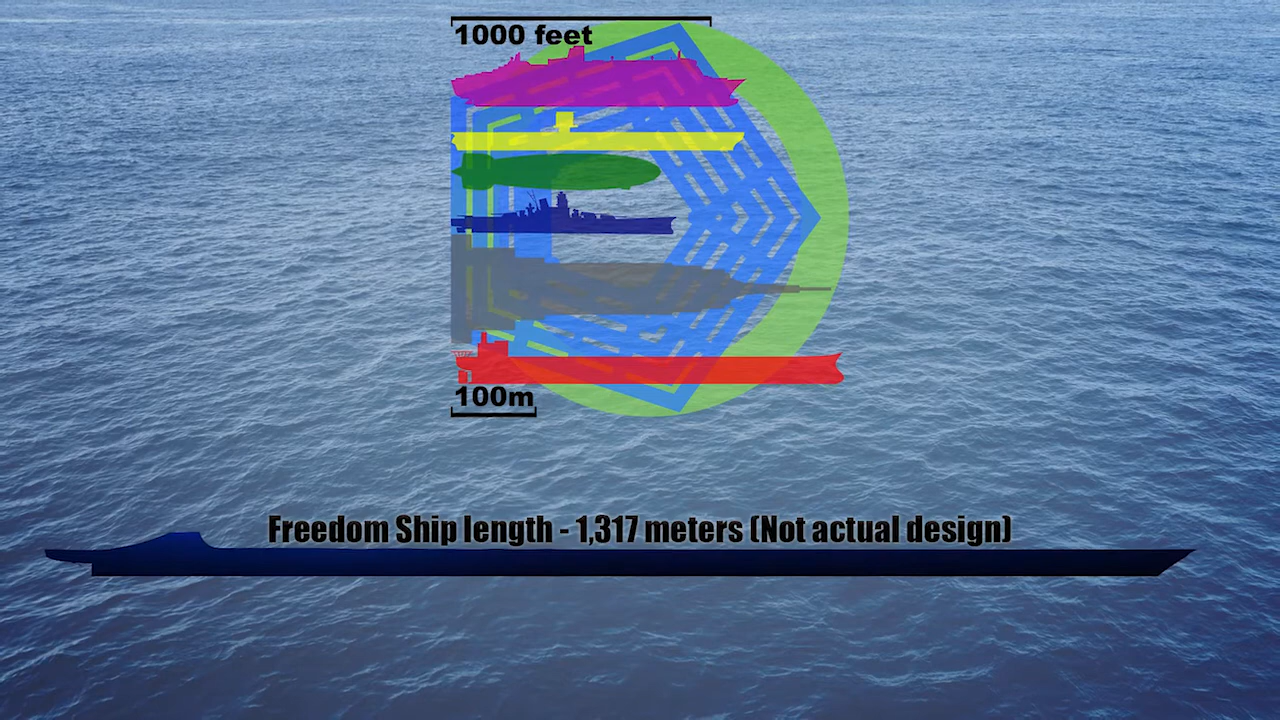 1000 feet
100m
Freedom Ship length - 1,317 meters (Not actual design)